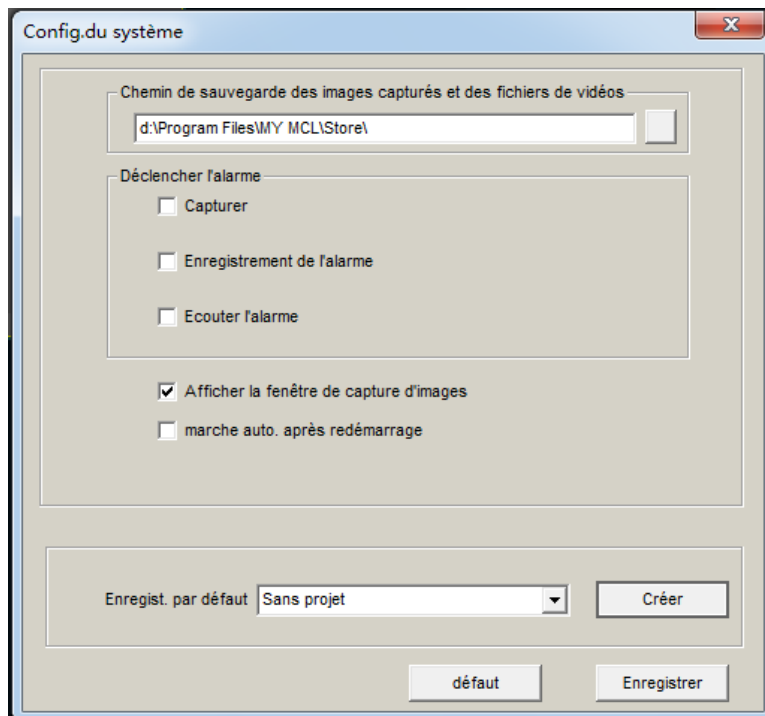 Config.du système
Chemin de sauvegarde des images capturés et des fichiers de vidéos
d:\Program Files\MY MCL\Store\
Déclencher l'alarme
Capturer
Enregistrement de l'alarme
Ecouter l'alarme
Afficher la fenêtre de capture d'images
marche auto. après redémarrage
Enregist. par défaut Sans projet Créer
défaut Enregistrer